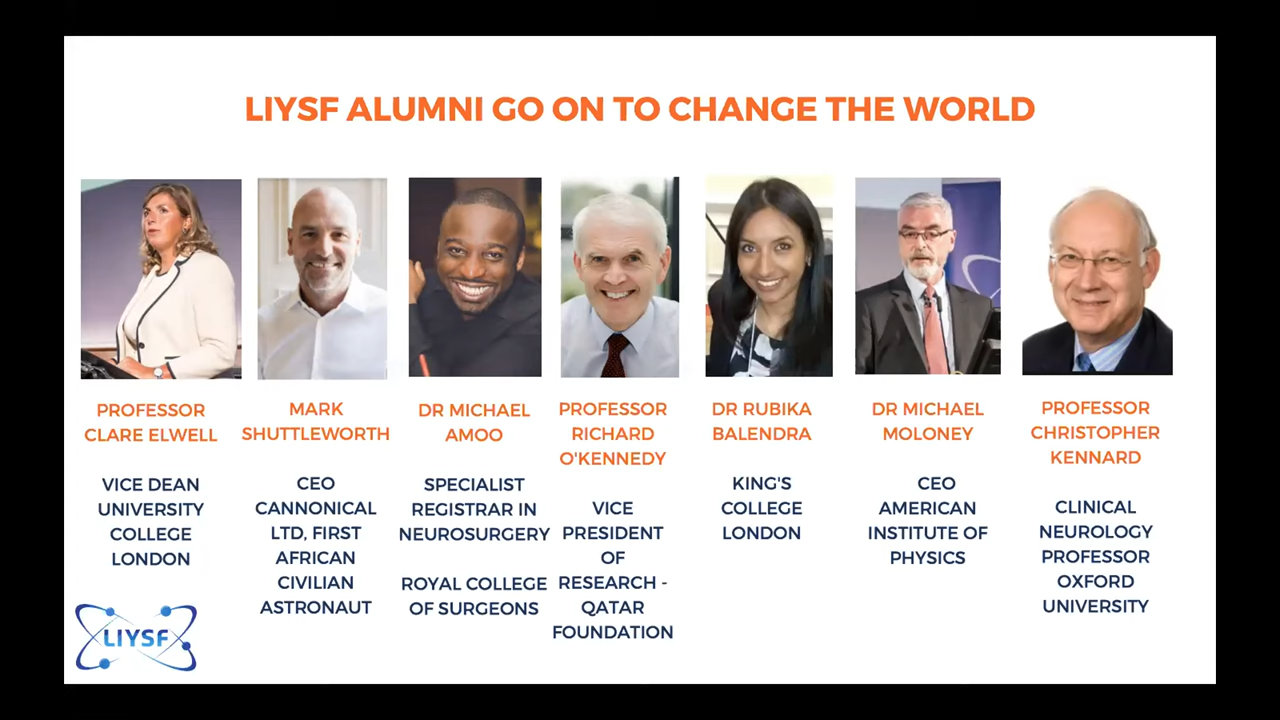 LIYSF ALUMNI GO ON TO CHANGE THE WORLD
PROFESSOR
CLARE ELWELL
VICE DEAN
UNIVERSITY
COLLEGE
LONDON
MARK
SHUTTLEWORTH
CEO
CANNONICAL
LTD, FIRST
AFRICAN
CIVILIAN
ASTRONAUT
DR MICHAEL
AMOO
SPECIALIST
REGISTRAR IN
NEUROSURGERY
ROYAL COLLEGE
OF SURGEONS
PROFESSOR
RICHARD
O'KENNEDY
VICE
PRESIDENT
OF
RESEARCH -
QATAR
FOUNDATION
DR RUBIKA
BALENDRA
KING'S
COLLEGE
LONDON
DR MICHAEL
MOLONEY
CEO
AMERICAN
INSTITUTE OF
PHYSICS
PROFESSOR
CHRISTOPHER
KENNARD
CLINICAL
NEUROLOGY
PROFESSOR
OXFORD
UNIVERSITY
LIYSF